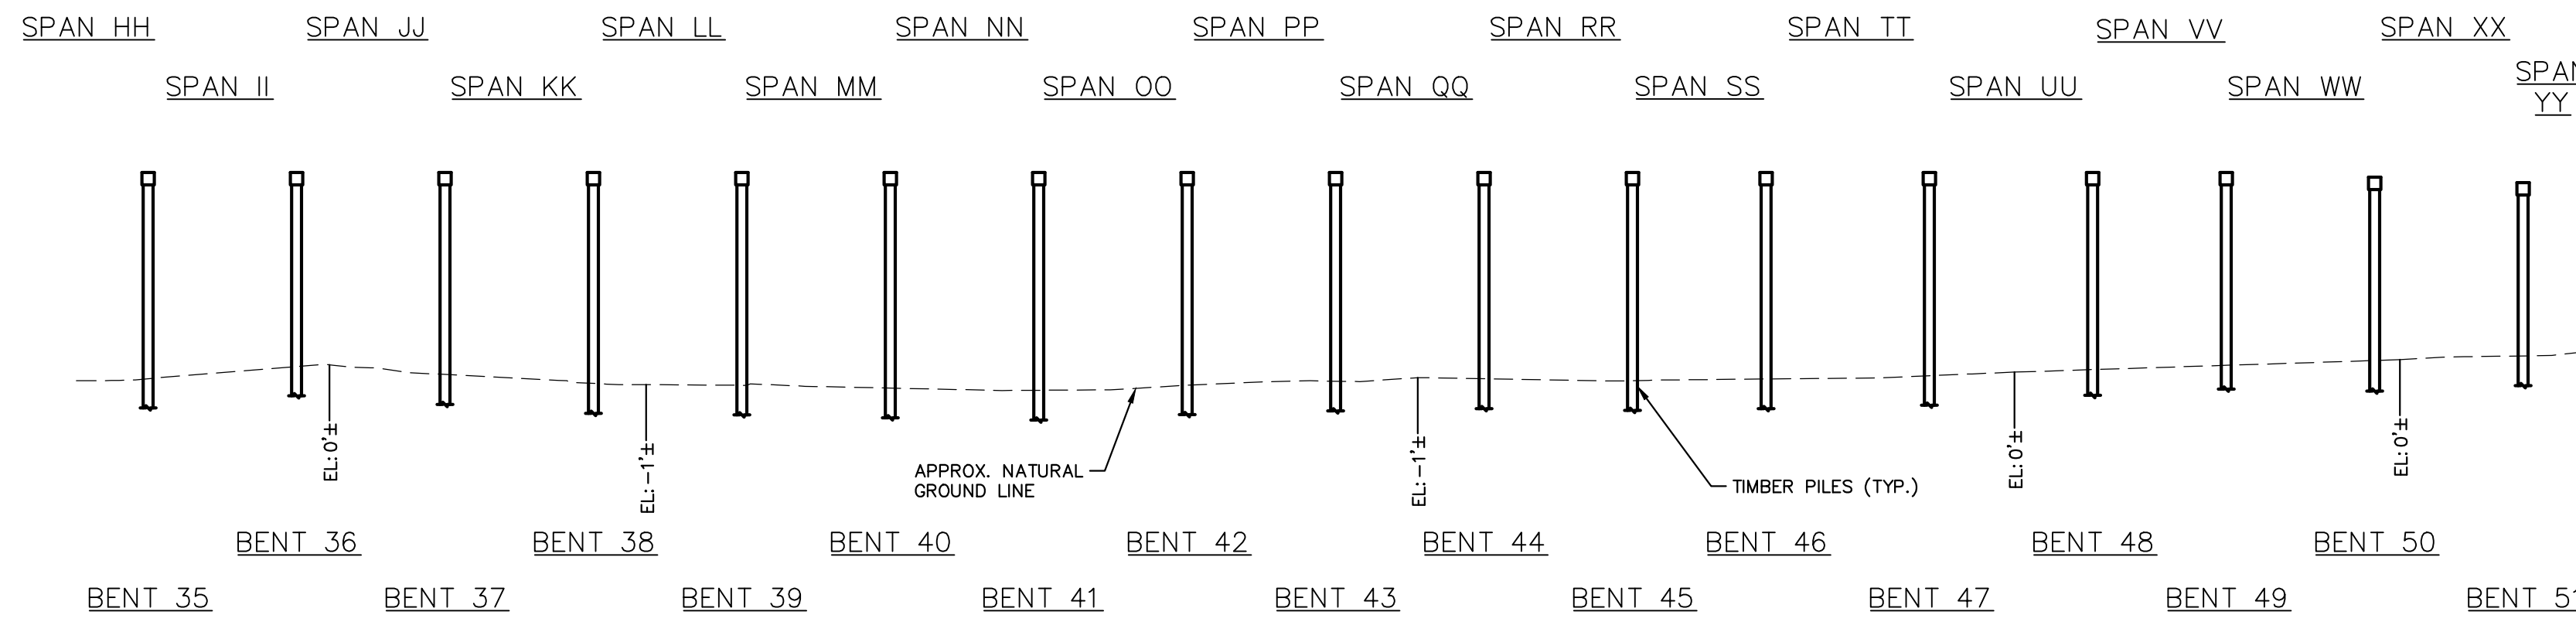 SPAN HH
SPAN JJ
SPAN LL
SPAN NN
SPAN PP
SPAN RR
SPAN TT
SPAN VV
SPAN XX
SPAN II
SPAN KK
SPAN MM
SPAN OO
SPAN QQ
SPAN SS
SPAN UU
SPAN WW
SPAN
YY
EL: 0'±
EL: -1'±
APPROX. NATURAL
GROUND LINE
EL: -1'±
TIMBER PILES (TYP.)
EL: 0'±
EL: 0'±
BENT 36
BENT 38
BENT 40
BENT 42
BENT 44
BENT 46
BENT 48
BENT 50
BENT 35
BENT 37
BENT 39
BENT 41
BENT 43
BENT 45
BENT 47
BENT 49
BENT 51